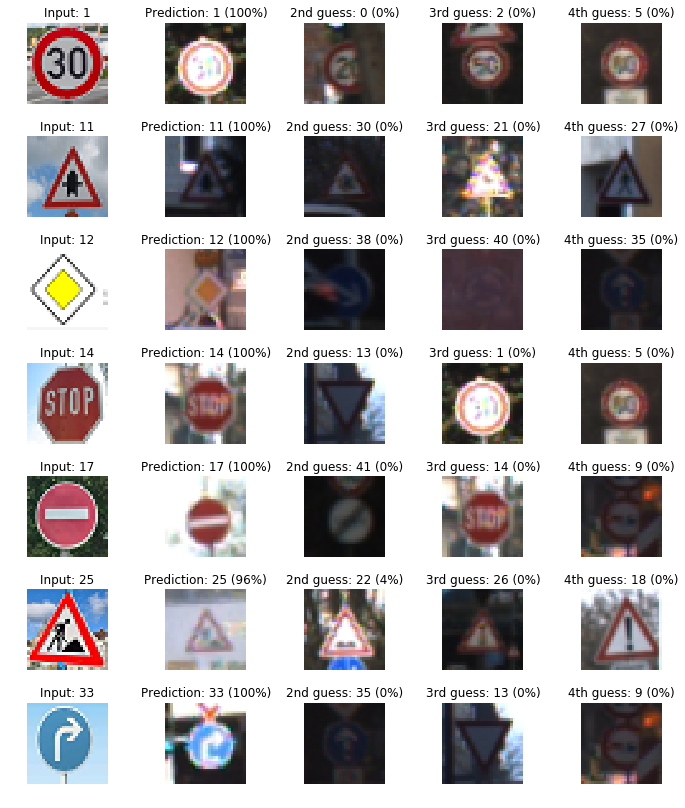 Input: 1 Prediction: 1 (100%) 2nd guess: 0 (0%) 3rd guess: 2 (0%) 4th guess: 5 (0%)
30
Input: 11 Prediction: 11 (100%) 2nd guess: 30 (0%) 3rd guess: 21 (0%) 4th guess: 27 (0%)
Input: 12 Prediction: 12 (100%) 2nd guess: 38 (0%) 3rd guess: 40 (0%) 4th guess: 35 (0%)
Input: 14 Prediction: 14 (100%) 2nd guess: 13 (0%) 3rd guess: 1 (0%) 4th guess: 5 (0%)
STOP STOP
Input: 17 Prediction: 17 (100%) 2nd guess: 41 (0%) 3rd guess: 14 (0%) 4th guess: 9 (0%)
STOP
Input: 25 Prediction: 25 (96%) 2nd guess: 22 (4%) 3rd guess: 26 (0%) 4th guess: 18 (0%)
Input: 33 Prediction: 33 (100%) 2nd guess: 35 (0%) 3rd guess: 13 (0%) 4th guess: 9 (0%)